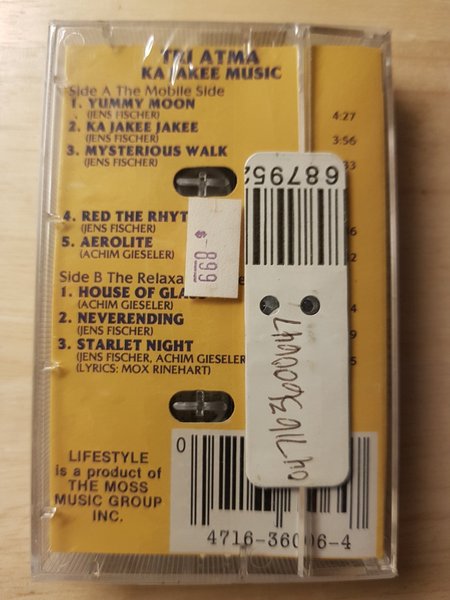 TRI ATMA
KA JAKEE MUSIC
Side A The Mobile Side
1. YUMMY MOON
(JENS FISCHER) 4:27
2. KA JAKEE JAKEE
(JENS FISCHER) 3:56
3. MYSTERIOUS WALK
(JENS FISCHER)
4. RED THE RHYT
(JENS FISCHER)
5. AEROLITE
(ACHIM GIESELER)
Side B The Relaxa
1. HOUSE OF GLASS
(ACHIM GIESELER)
2. NEVERENDING
(JENS FISCHER)
3. STARLET NIGHT
(JENS FISCHER, ACHIM GIESELER
(LYRICS: MOX RINEHART)
LIFESTYLE
is a product of
THE MOSS
MUSIC GROUP
INC.
$-899
687952
0
4716-36006-4